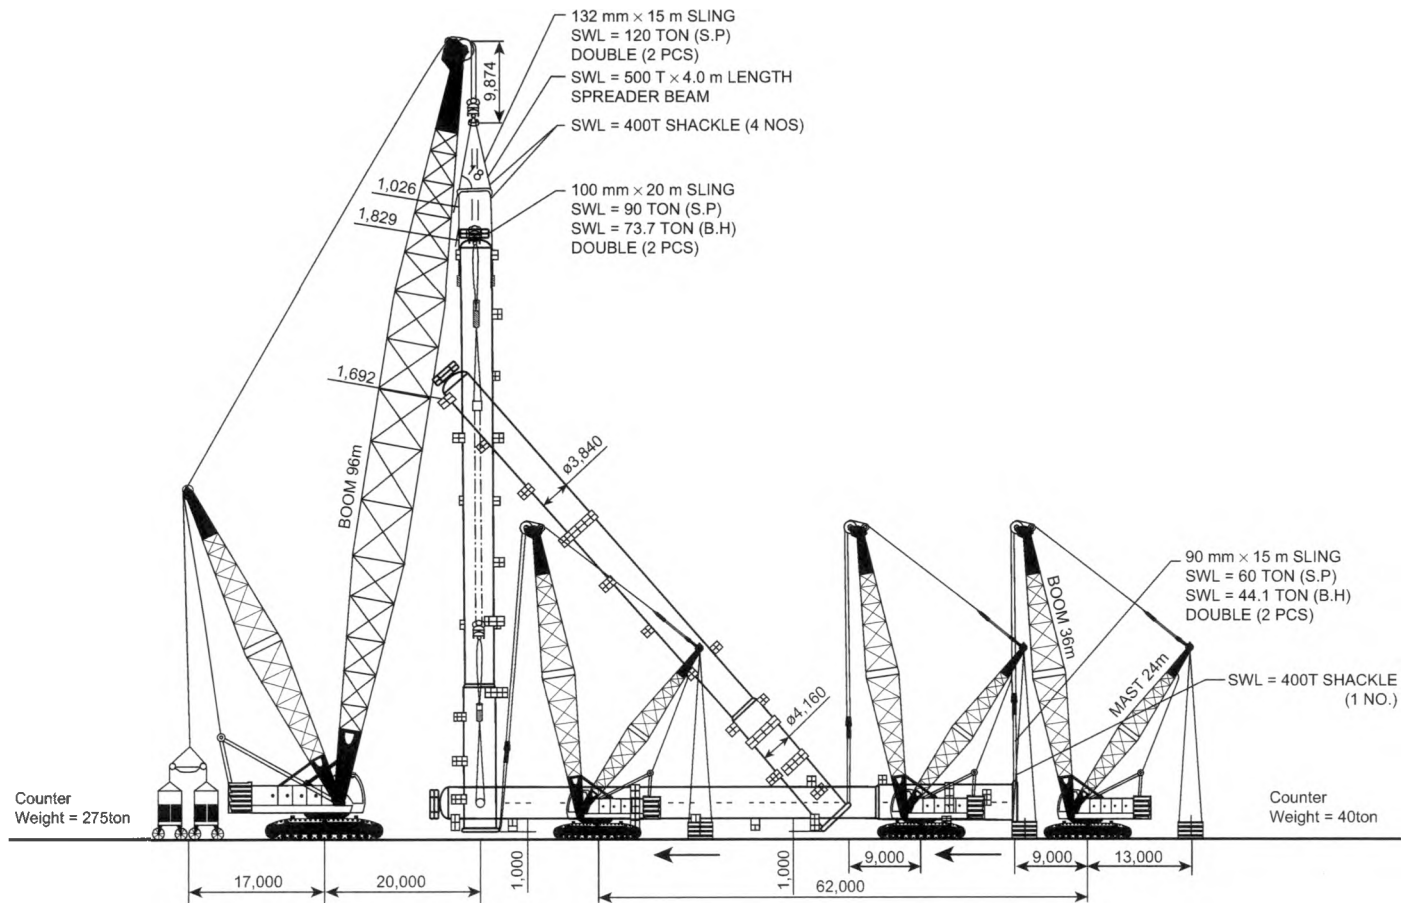 132 mm × 15 m SLING
SWL = 120 TON (S.P)
DOUBLE (2 PCS)
SWL = 500 T × 4.0 m LENGTH
SPREADER BEAM
SWL = 400T SHACKLE (4 NOS)
9,874
78
1,026
1,829
100 mm × 20 m SLING
SWL = 90 TON (S.P)
SWL = 73.7 TON (B.H)
DOUBLE (2 PCS)
1,692
BOOM 96m
ø3,840
90 mm × 15 m SLING
SWL = 60 TON (S.P)
SWL = 44.1 TON (B.H)
DOUBLE (2 PCS)
BOOM 36m
MAST 24m
SWL = 400T SHACKLE
(1 NO.)
ø4,160
Counter
Weight = 275ton
Counter
Weight = 40ton
17,000
20,000
1,000
1,000
9,000
9,000
13,000
62,000